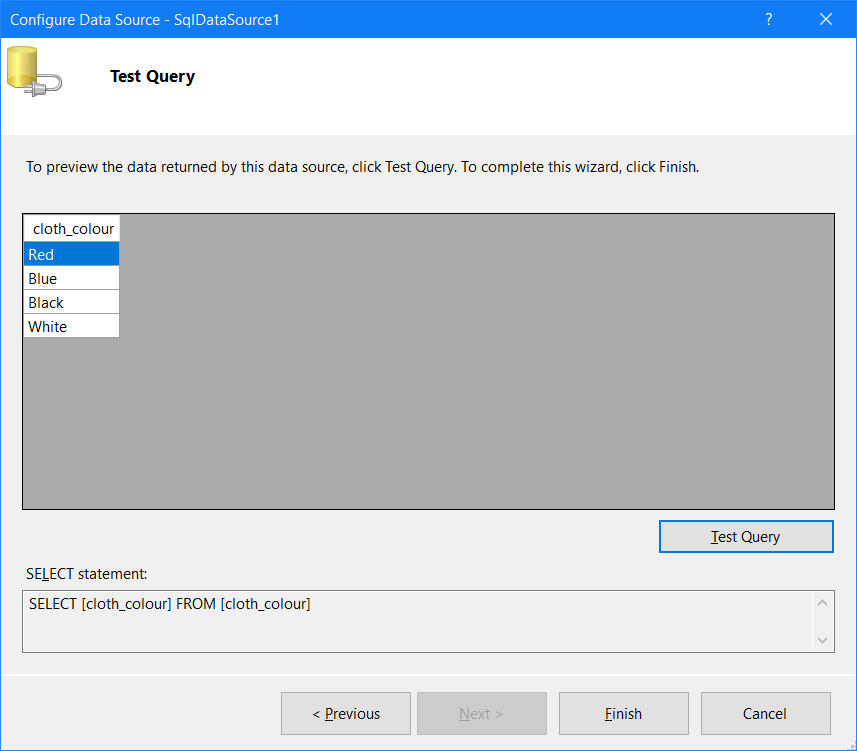 Configure Data Source - SqlDataSource1 ?
Test Query
To preview the data returned by this data source, click Test Query. To complete this wizard, click Finish.
cloth_colour
Red
Blue
Black
White
Test Query
SELECT statement:
SELECT [cloth_colour] FROM [cloth_colour]
< Previous Next > Finish Cancel